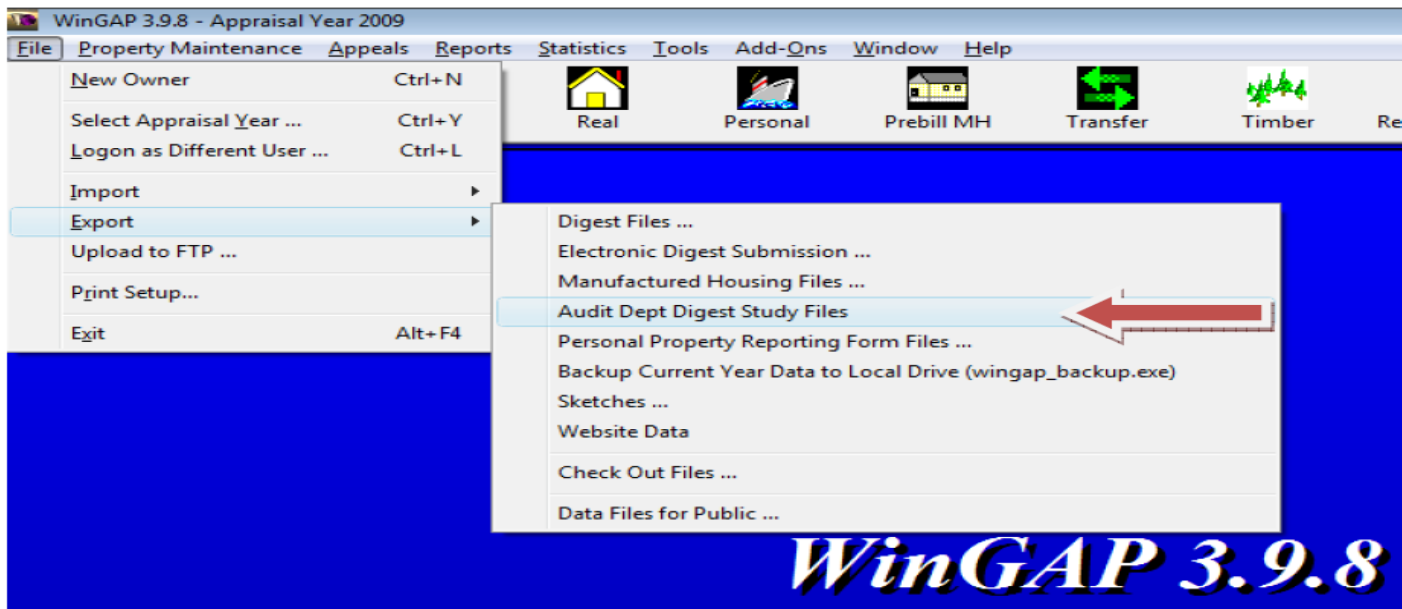 WinGAP 3.9.8 - Appraisal Year 2009
File Property Maintenance Appeals Reports Statistics Tools Add-Ons Window Help
New Owner Ctrl+N
Select Appraisal Year ... Ctrl+Y
Logon as Different User ... Ctrl+L
Import
Export
Upload to FTP ...
Print Setup...
Exit Alt+F4
Real Personal Prebill MH Transfer Timber Re
Digest Files ...
Electronic Digest Submission ...
Manufactured Housing Files ...
Audit Dept Digest Study Files
Personal Property Reporting Form Files ...
Backup Current Year Data to Local Drive (wingap_backup.exe)
Sketches ...
Website Data
Check Out Files ...
Data Files for Public ...
WinGAP 3.9.8